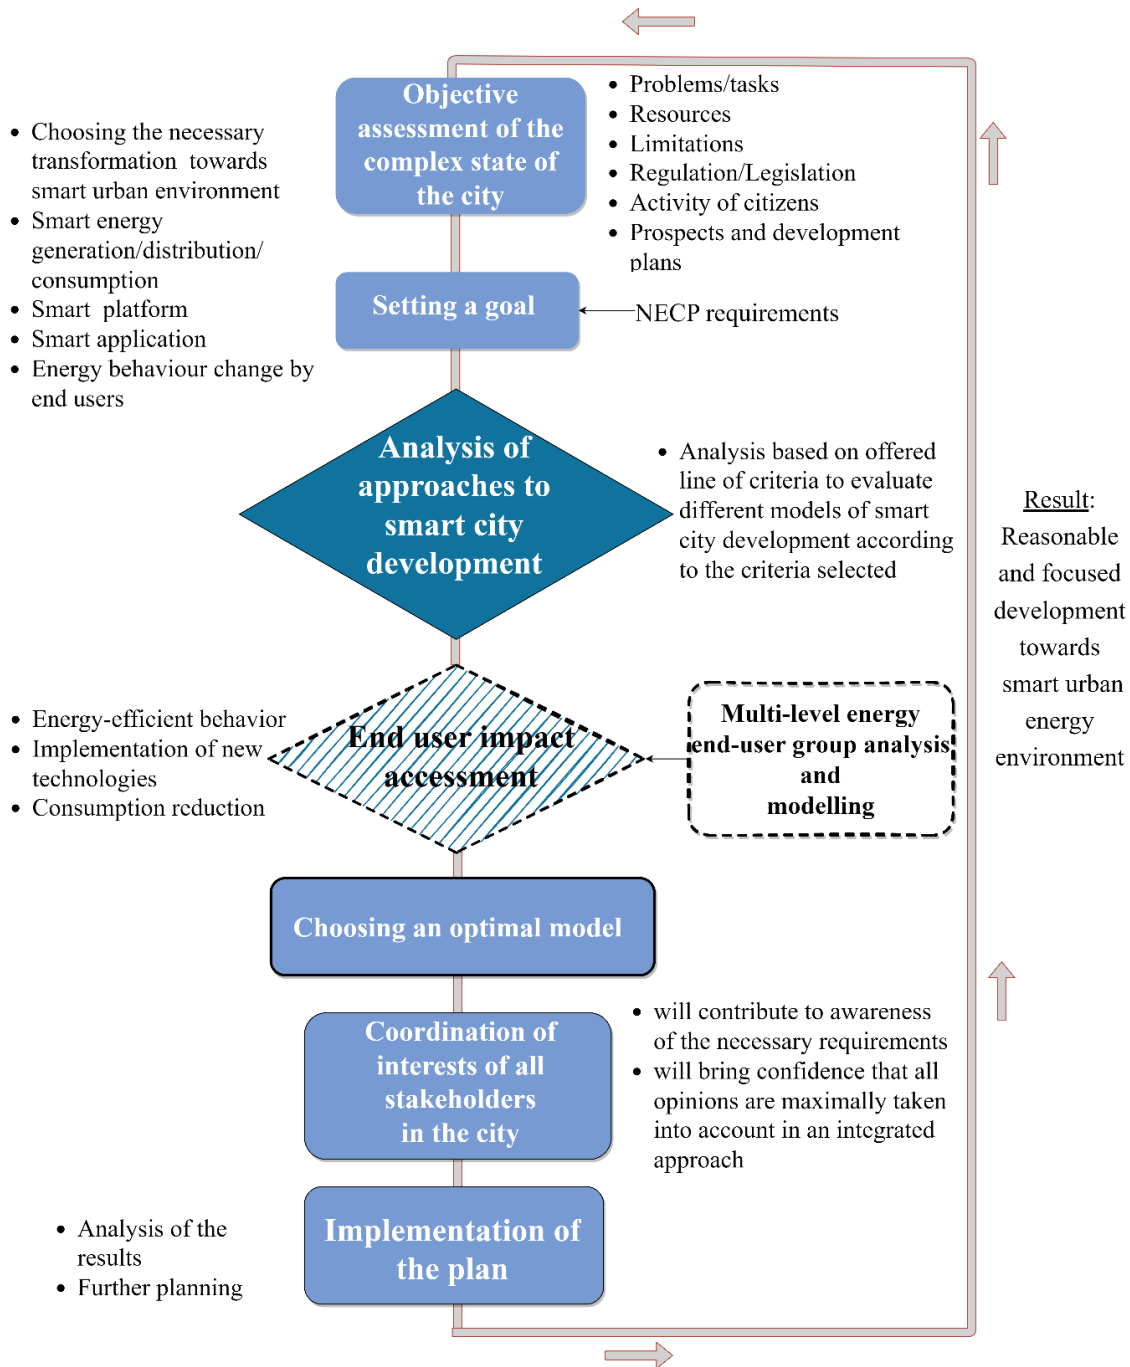 Objective
assessment of the
complex state of
the city
• Problems/tasks
• Resources
• Limitations
• Regulation/Legislation
• Activity of citizens
• Prospects and development
plans
• Choosing the necessary
transformation towards
smart urban environment
• Smart energy
generation/distribution/
consumption
• Smart platform
• Smart application
• Energy behaviour change by
end users
Setting a goal
NECP requirements
Analysis of
approaches to
smart city
development
• Analysis based on offered
line of criteria to evaluate
different models of smart
city development according
to the criteria selected
Result:
Reasonable
and focused
development
towards
smart urban
energy
environment
• Energy-efficient behavior
• Implementation of new
technologies
• Consumption reduction
End user impact
accessment
Multi-level energy
end-user group analysis
and
modelling
Choosing an optimal model
Coordination of
interests of all
stakeholders
in the city
• will contribute to awareness
of the necessary requirements
• will bring confidence that all
opinions are maximally taken
into account in an integrated
approach
• Analysis of the
results
• Further planning
Implementation of
the plan